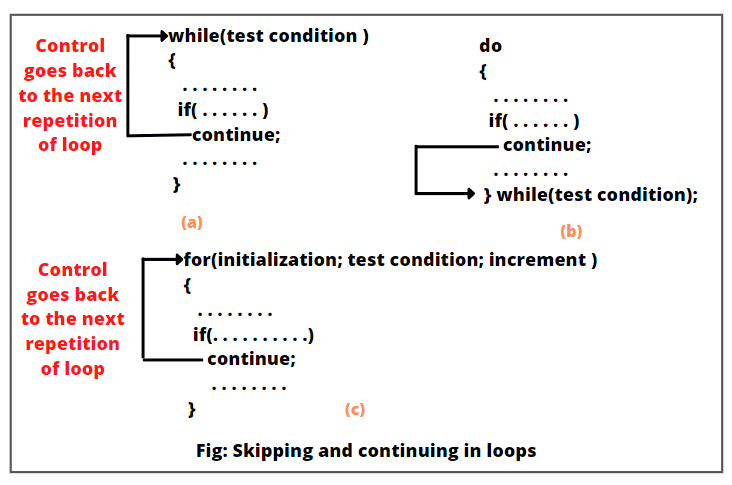 Control
goes back
to the next
repetition
of loop
while(test condition )
{
. . . . . . . .
if( . . . . . . )
continue;
. . . . . . . .
}
(a)
do
{
. . . . . . . .
if( . . . . . . )
continue;
. . . . . . . .
} while(test condition);
(b)
Control
goes back
to the next
repetition
of loop
for(initialization; test condition; increment )
{
. . . . . . . .
if(. . . . . . . . . .)
continue;
. . . . . . . .
}
(c)
Fig: Skipping and continuing in loops